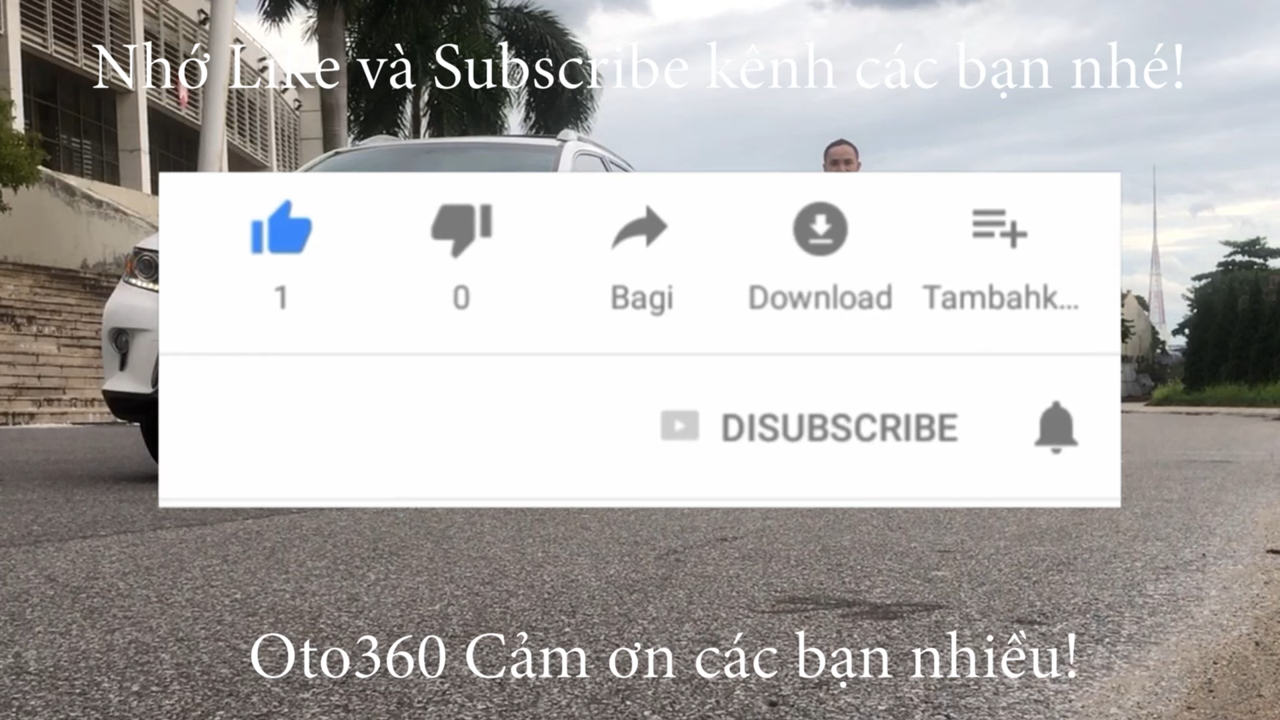 Nhớ Like và Subscribe kênh các bạn nhé!
1 0 Bagi Download Tambahk...
DISUBSCRIBE
Oto360 Cảm ơn các bạn nhiều!